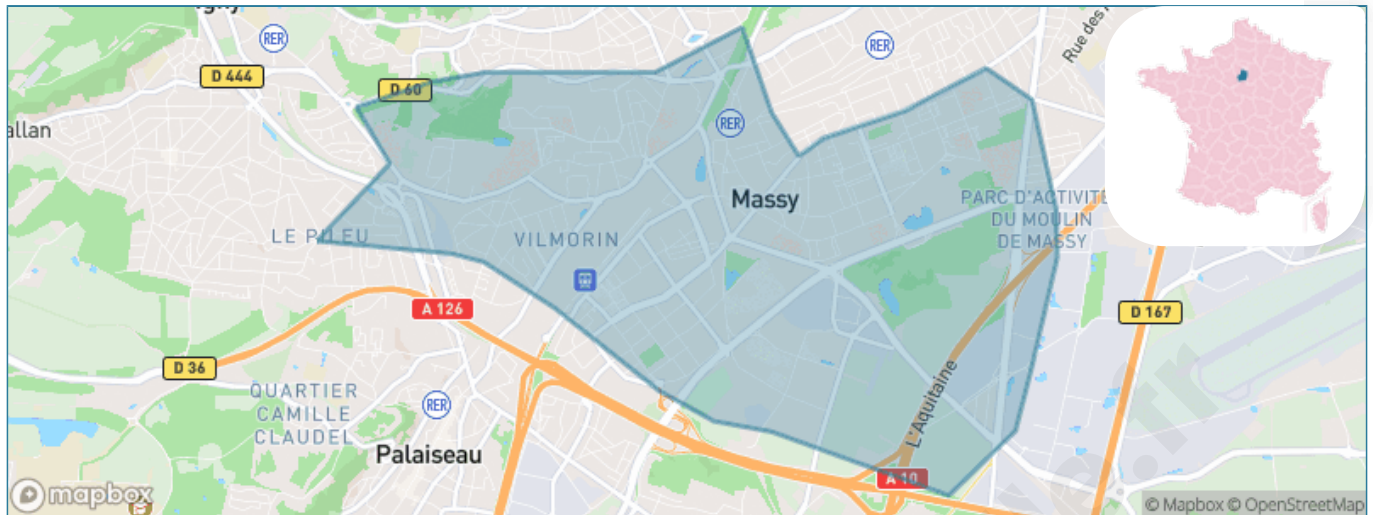 RER
RER
Rue des
D 444
D 60
allan
RER
Massy
PARC D'ACTIVITÉ
DU MOULIN
DE MASSY
LE PILEU
VILMORIN
A 126
D 167
D 36
QUARTIER
CAMILLE
CLAUDEL
RER
L'Aquitaine
Palaiseau
A 10
mapbox
© Mapbox © OpenStreetMap